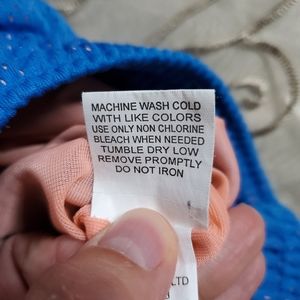 MACHINE WASH COLD
WITH LIKE COLORS
USE ONLY NON CHLORINE
BLEACH WHEN NEEDED
TUMBLE DRY LOW
REMOVE PROMPTLY
DO NOT IRON
LTD